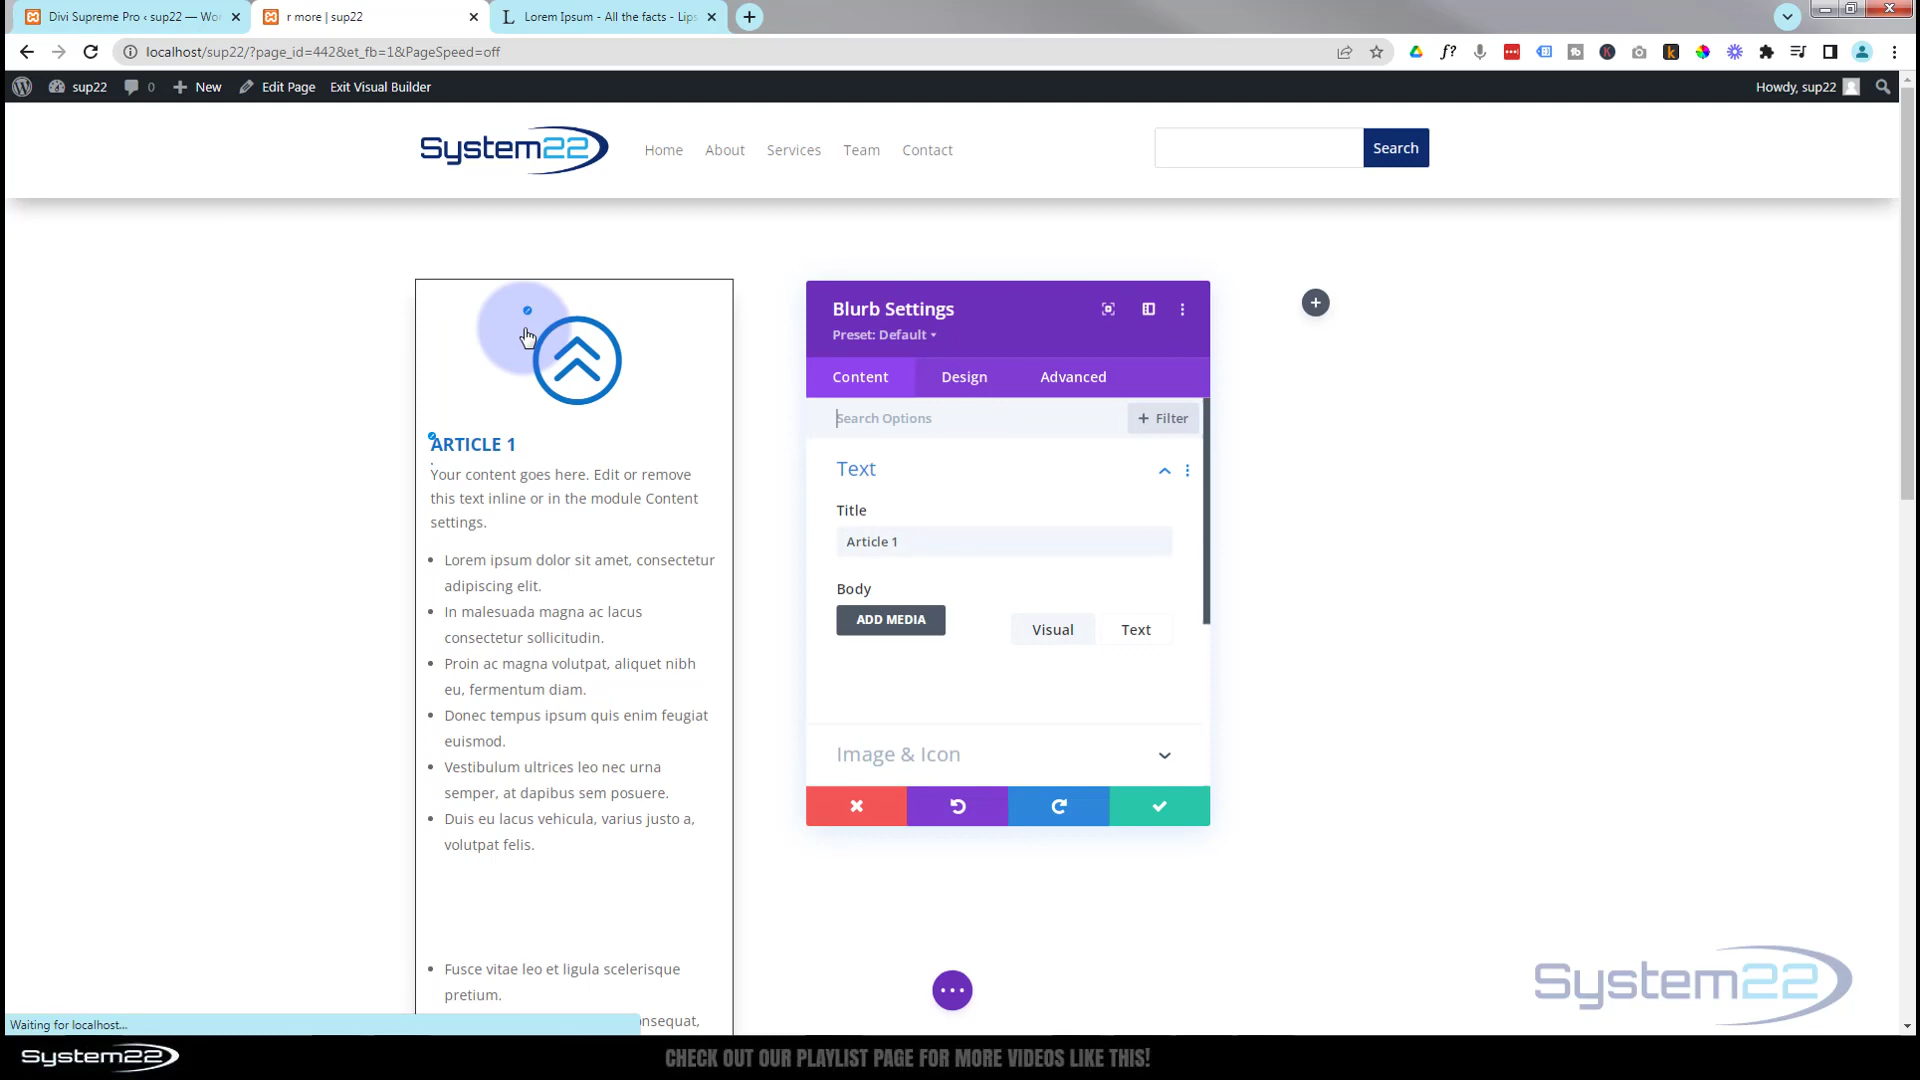 Divi Supreme Pro ‹ sup22 — Wor
r more | sup22
Lorem Ipsum - All the facts - Lips
localhost/sup22/?page_id=442&et_fb=1&PageSpeed=off
sup22
0
New
Edit Page
Exit Visual Builder
Howdy, sup22
System22
Home
About
Services
Team
Contact
Search
Blurb Settings
Preset: Default
Content
Design
Advanced
Search Options
+ Filter
Text
Title
Article 1
Body
ADD MEDIA
Visual
Text
Image & Icon
ARTICLE 1
Your content goes here. Edit or remove
this text inline or in the module Content
settings.
Lorem ipsum dolor sit amet, consectetur
adipiscing elit.
In malesuada magna ac lacus
consectetur sollicitudin.
Proin ac magna volutpat, aliquet nibh
eu, fermentum diam.
Donec tempus ipsum quis enim feugiat
euismod.
Vestibulum ultrices leo nec urna
semper, at dapibus sem posuere.
Duis eu lacus vehicula, varius justo a,
volutpat felis.
Fusce vitae leo et ligula scelerisque
pretium.
onsequat,
Waiting for localhost...
System22
System22
CHECK OUT OUR PLAYLIST PAGE FOR MORE VIDEOS LIKE THIS!